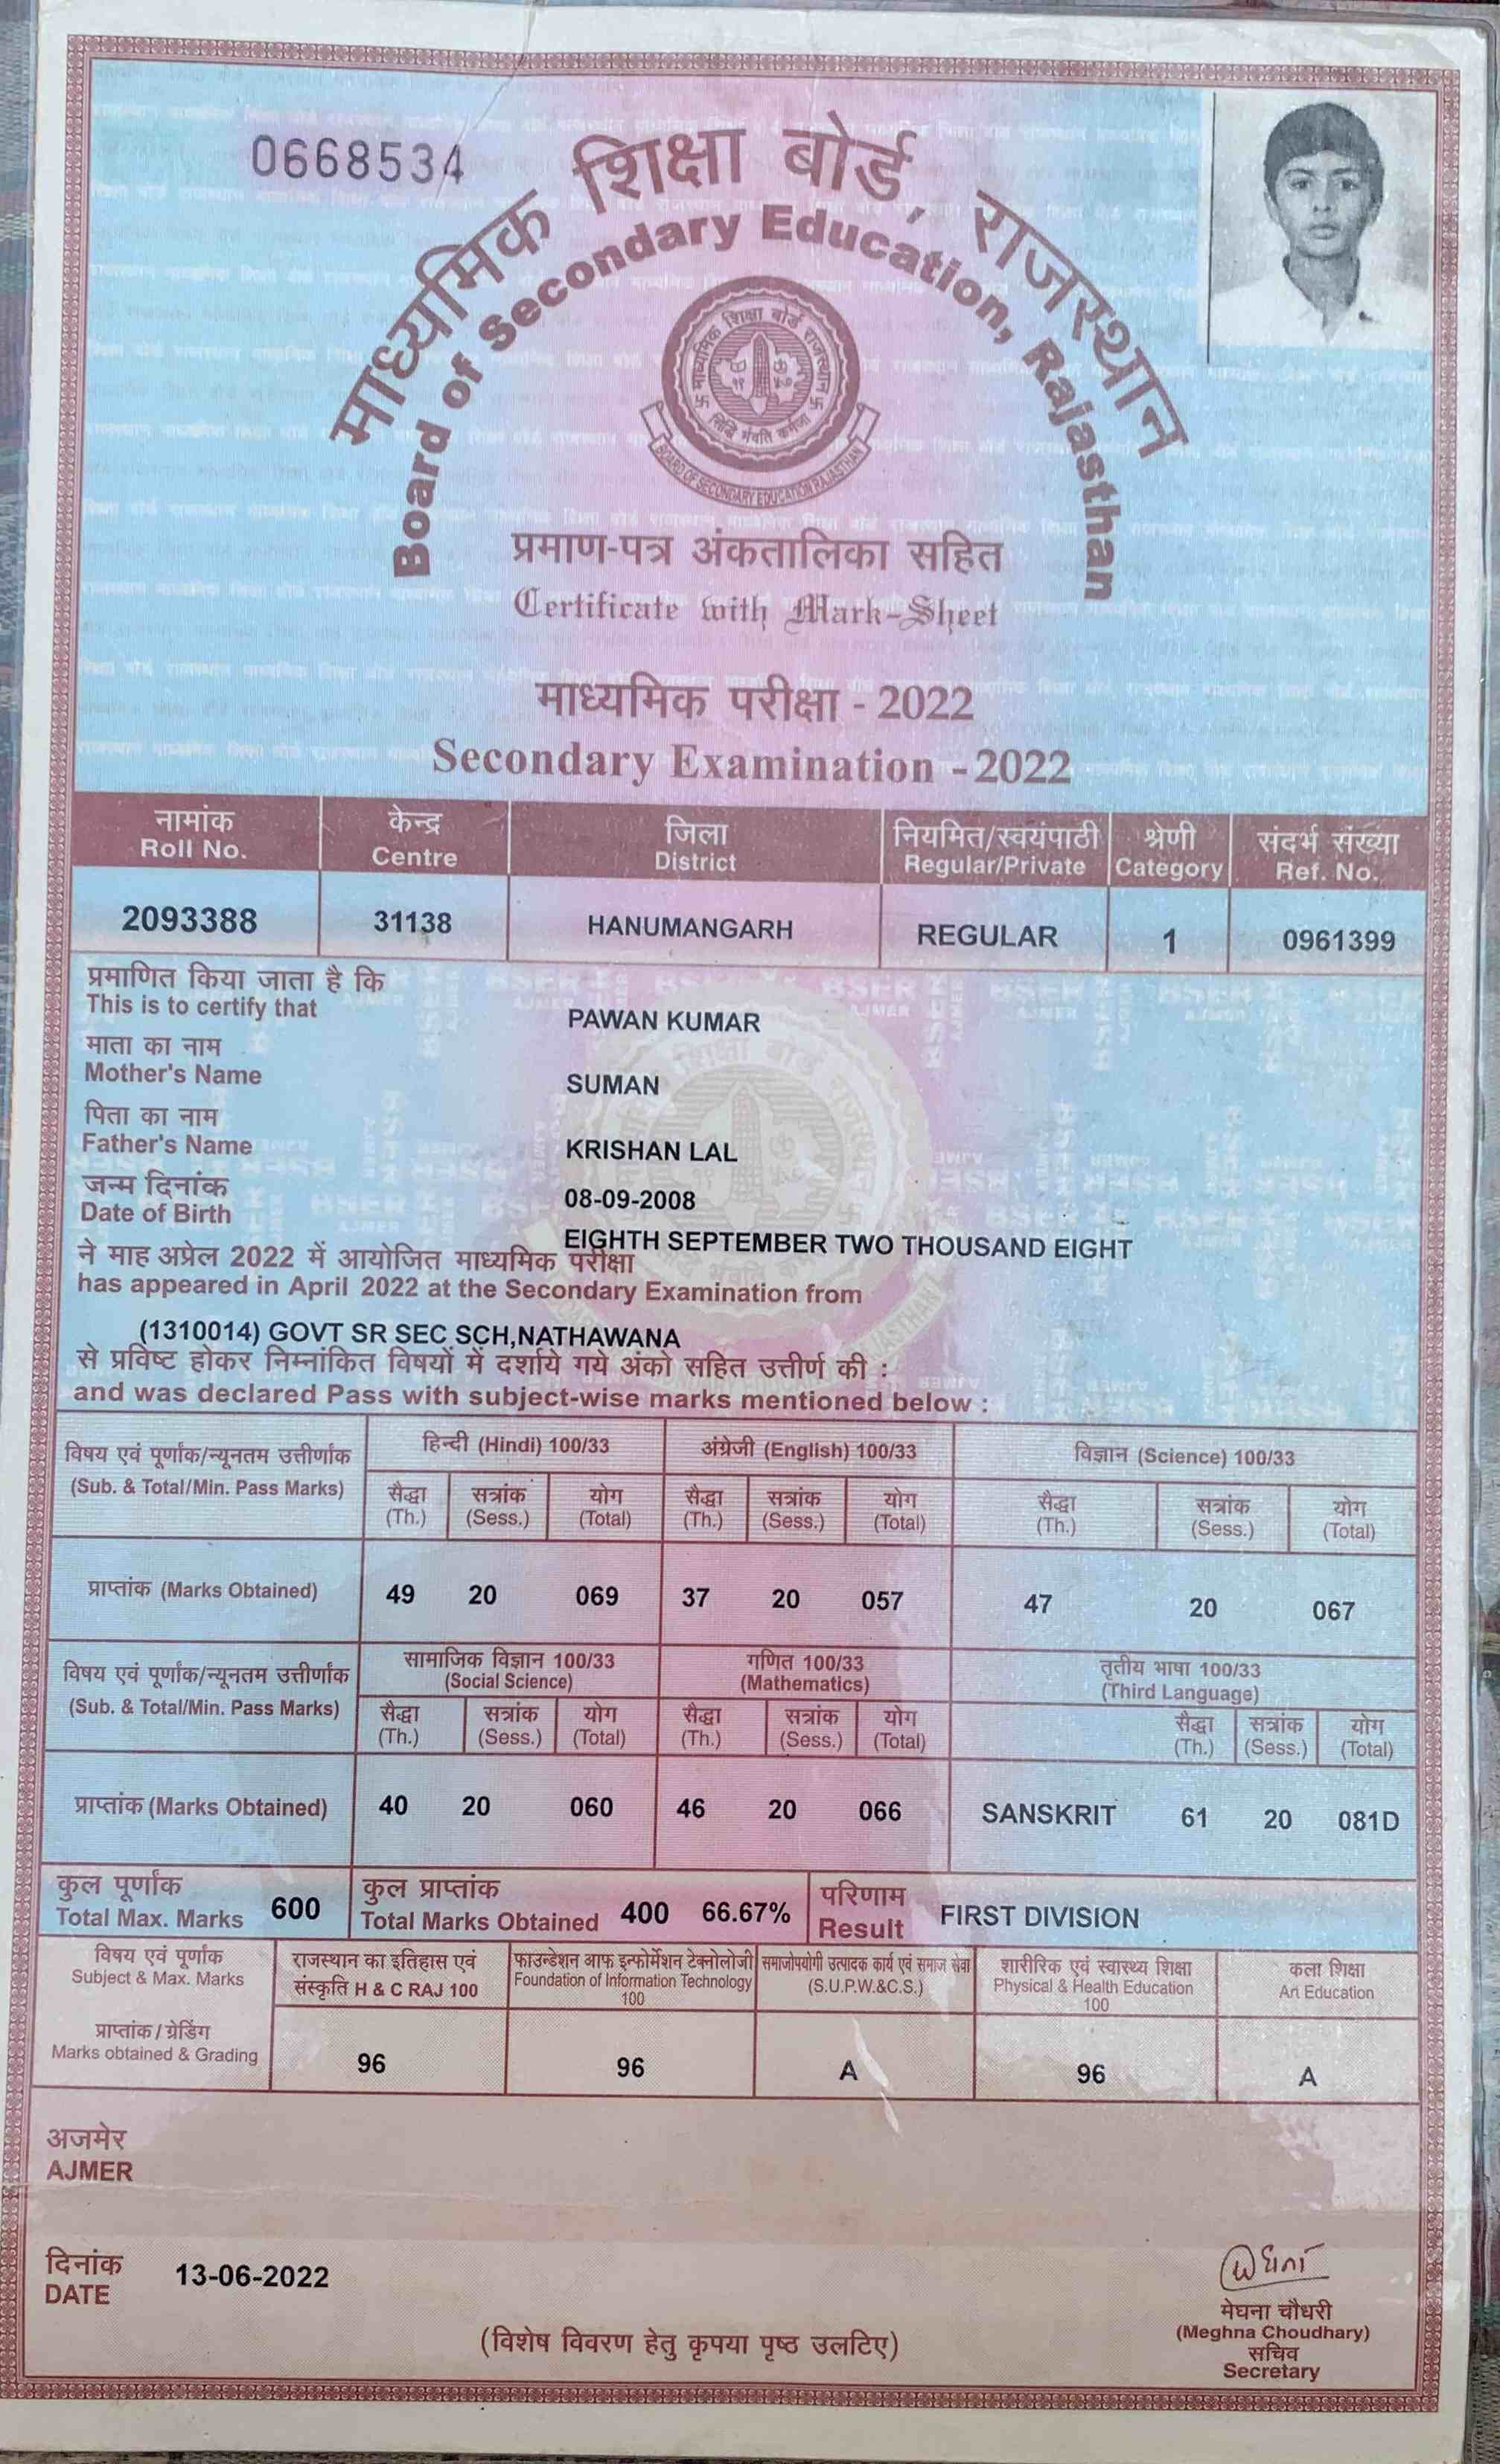 0668534
माध्यमिक शिक्षा बोर्ड, राजस्थान
Board of Secondary Education, Rajasthan
माध्यमिक शिक्षा बोर्ड राजस्थान
सिद्धि र्भवति कर्मजा
BOARD OF SECONDARY EDUCATION RAJASTHAN
प्रमाण-पत्र अंकतालिका सहित
Certificate with Mark-Sheet
माध्यमिक परीक्षा - 2022
Secondary Examination - 2022
नामांक केन्द्र जिला नियमित/स्वयंपाठी श्रेणी संदर्भ संख्या
Roll No. Centre District Regular/Private Category Ref. No.
2093388 31138 HANUMANGARH REGULAR 1 0961399
प्रमाणित किया जाता है कि
This is to certify that PAWAN KUMAR
माता का नाम
Mother's Name SUMAN
पिता का नाम
Father's Name KRISHAN LAL
जन्म दिनांक 08-09-2008
Date of Birth
EIGHTH SEPTEMBER TWO THOUSAND EIGHT
ने माह अप्रेल 2022 में आयोजित माध्यमिक परीक्षा
has appeared in April 2022 at the Secondary Examination from
(1310014) GOVT SR SEC SCH,NATHAWANA
से प्रविष्ट होकर निम्नांकित विषयों में दर्शाये गये अंको सहित उत्तीर्ण की :
and was declared Pass with subject-wise marks mentioned below :
विषय एवं पूर्णांक/न्यूनतम उत्तीर्णांक हिन्दी (Hindi) 100/33 अंग्रेजी (English) 100/33 विज्ञान (Science) 100/33
(Sub. & Total/Min. Pass Marks) सैद्धा सत्रांक योग सैद्धा सत्रांक योग सैद्धा सत्रांक योग
(Th.) (Sess.) (Total) (Th.) (Sess.) (Total) (Th.) (Sess.) (Total)
प्राप्तांक (Marks Obtained) 49 20 069 37 20 057 47 20 067
विषय एवं पूर्णांक/न्यूनतम उत्तीर्णांक सामाजिक विज्ञान 100/33 गणित 100/33 तृतीय भाषा 100/33
(Social Science) (Mathematics) (Third Language)
(Sub. & Total/Min. Pass Marks) सैद्धा सत्रांक योग सैद्धा सत्रांक योग सैद्धा सत्रांक योग
(Th.) (Sess.) (Total) (Th.) (Sess.) (Total) (Th.) (Sess.) (Total)
प्राप्तांक (Marks Obtained) 40 20 060 46 20 066 SANSKRIT 61 20 081D
कुल पूर्णांक कुल प्राप्तांक परिणाम
Total Max. Marks 600 Total Marks Obtained 400 66.67% Result FIRST DIVISION
विषय एवं पूर्णांक राजस्थान का इतिहास एवं फाउन्डेशन आफ इन्फोर्मेशन टेक्नोलोजी समाजोपयोगी उत्पादक कार्य एवं समाज सेवा शारीरिक एवं स्वास्थ्य शिक्षा कला शिक्षा
Subject & Max. Marks संस्कृति H & C RAJ 100 Foundation of Information Technology (S.U.P.W.&C.S.) Physical & Health Education Art Education
100 100
प्राप्तांक / ग्रेडिंग
Marks obtained & Grading 96 96 A 96 A
अजमेर
AJMER
दिनांक
DATE 13-06-2022
मेघना चौधरी
(Meghna Choudhary)
सचिव
Secretary
(विशेष विवरण हेतु कृपया पृष्ठ उलटिए)